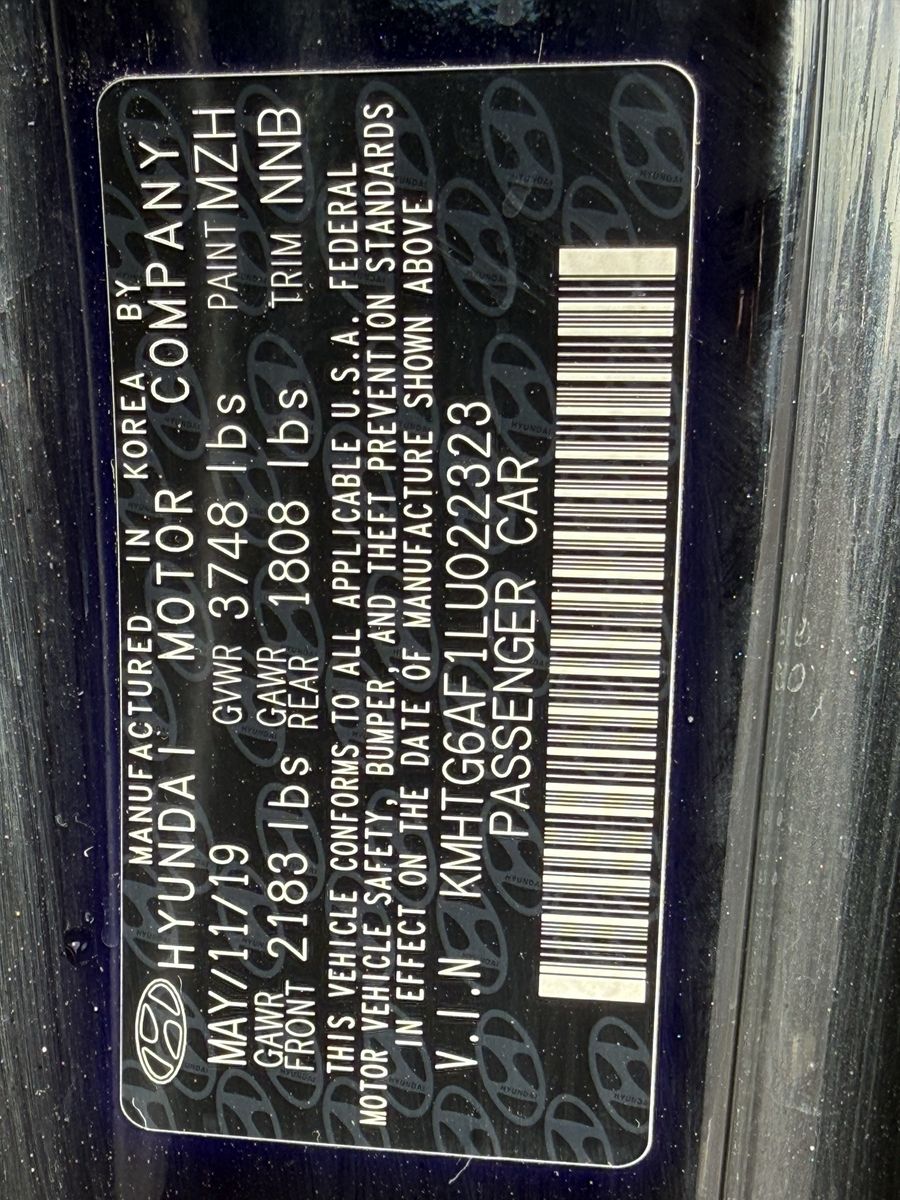 MANUFACTURED IN KOREA BY
HYUNDAI MOTOR COMPANY
MAY/11/19 GVWR 3748 lbs PAINT MZH
GAWR FRONT 2183 lbs GAWR REAR 1808 lbs TRIM NNB
THIS VEHICLE CONFORMS TO ALL APPLICABLE U.S.A. FEDERAL
MOTOR VEHICLE SAFETY, BUMPER, AND THEFT PREVENTION STANDARDS
IN EFFECT ON THE DATE OF MANUFACTURE SHOWN ABOVE
V.I.N KMHTG6AF1LU022323
PASSENGER CAR